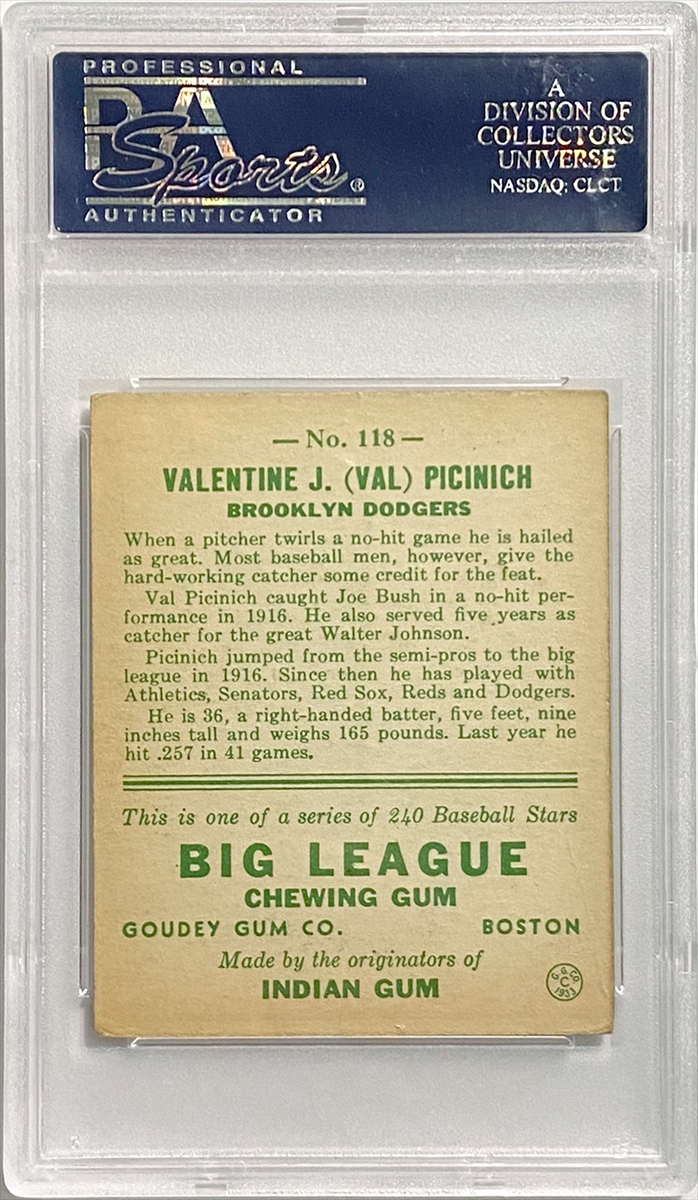 PROFESSIONAL
PSA
Sports®
AUTHENTICATOR
A
DIVISION OF
COLLECTORS
UNIVERSE
NASDAQ: CLCT
— No. 118 —
VALENTINE J. (VAL) PICINICH
BROOKLYN DODGERS
When a pitcher twirls a no-hit game he is hailed
as great. Most baseball men, however, give the
hard-working catcher some credit for the feat.
Val Picinich caught Joe Bush in a no-hit per-
formance in 1916. He also served five years as
catcher for the great Walter Johnson.
Picinich jumped from the semi-pros to the big
league in 1916. Since then he has played with
Athletics, Senators, Red Sox, Reds and Dodgers.
He is 36, a right-handed batter, five feet, nine
inches tall and weighs 165 pounds. Last year he
hit .257 in 41 games.
This is one of a series of 240 Baseball Stars
BIG LEAGUE
CHEWING GUM
GOUDEY GUM CO. BOSTON
Made by the originators of
INDIAN GUM
G.G.CO
C
1933